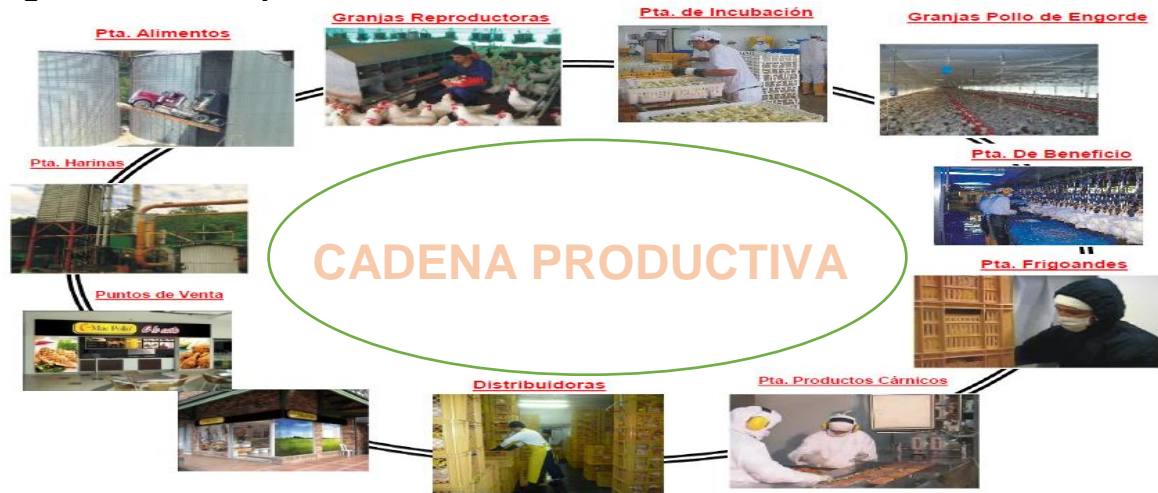 Granjas Reproductoras
Pta. de Incubación
Granjas Pollo de Engorde
Pta. Alimentos
Pta. De Beneficio
Pta. Harinas
CADENA PRODUCTIVA
Pta. Frigoandes
Puntos de Venta
Mac Pollo
Distribuidoras
Pta. Productos Cárnicos